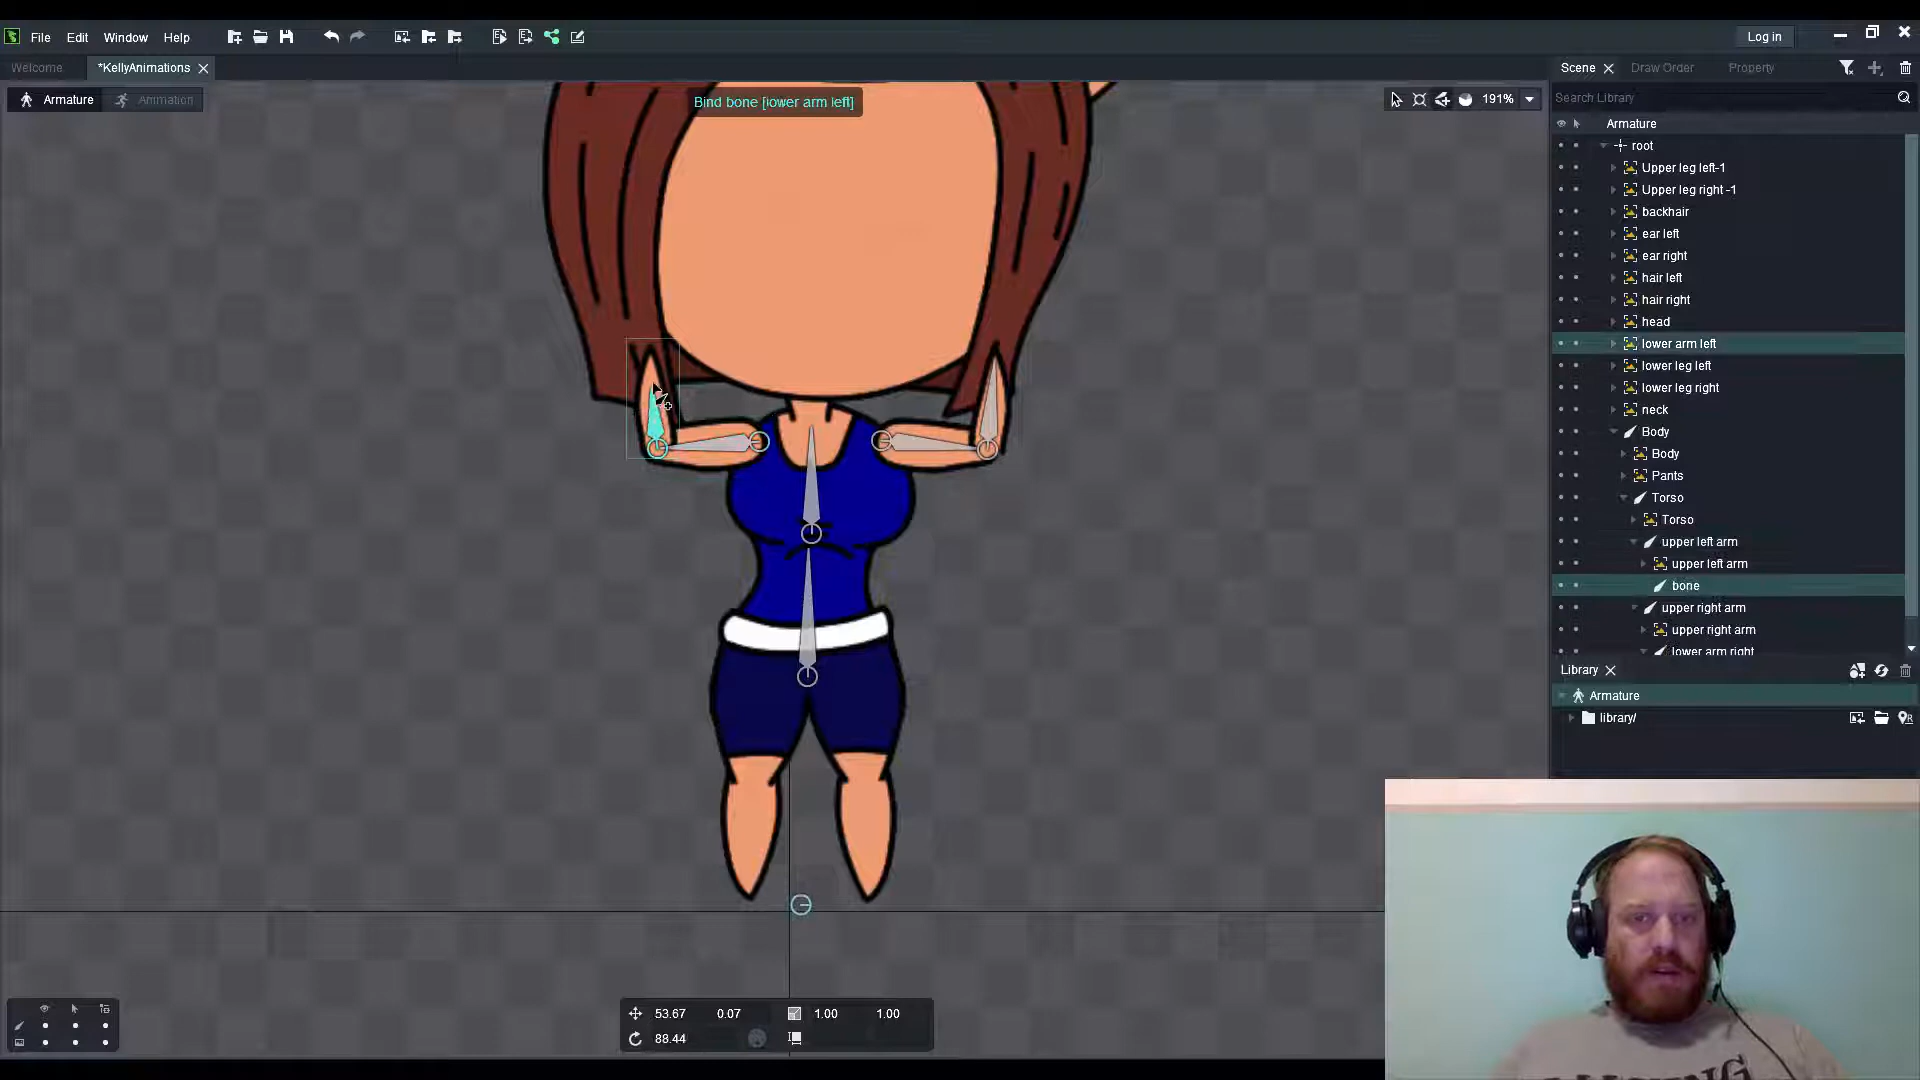 File Edit Window Help
Log in
Welcome *KellyAnimations
Scene Draw Order Property
Armature Animation
Bind bone [lower arm left]
191%
Search Library
Armature
root
Upper leg left-1
Upper leg right -1
backhair
ear left
ear right
hair left
hair right
head
lower arm left
lower leg left
lower leg right
neck
Body
Body
Pants
Torso
Torso
upper left arm
upper left arm
bone
upper right arm
upper right arm
lower arm right
Library
Armature
library/
53.67 0.07 1.00 1.00
88.44